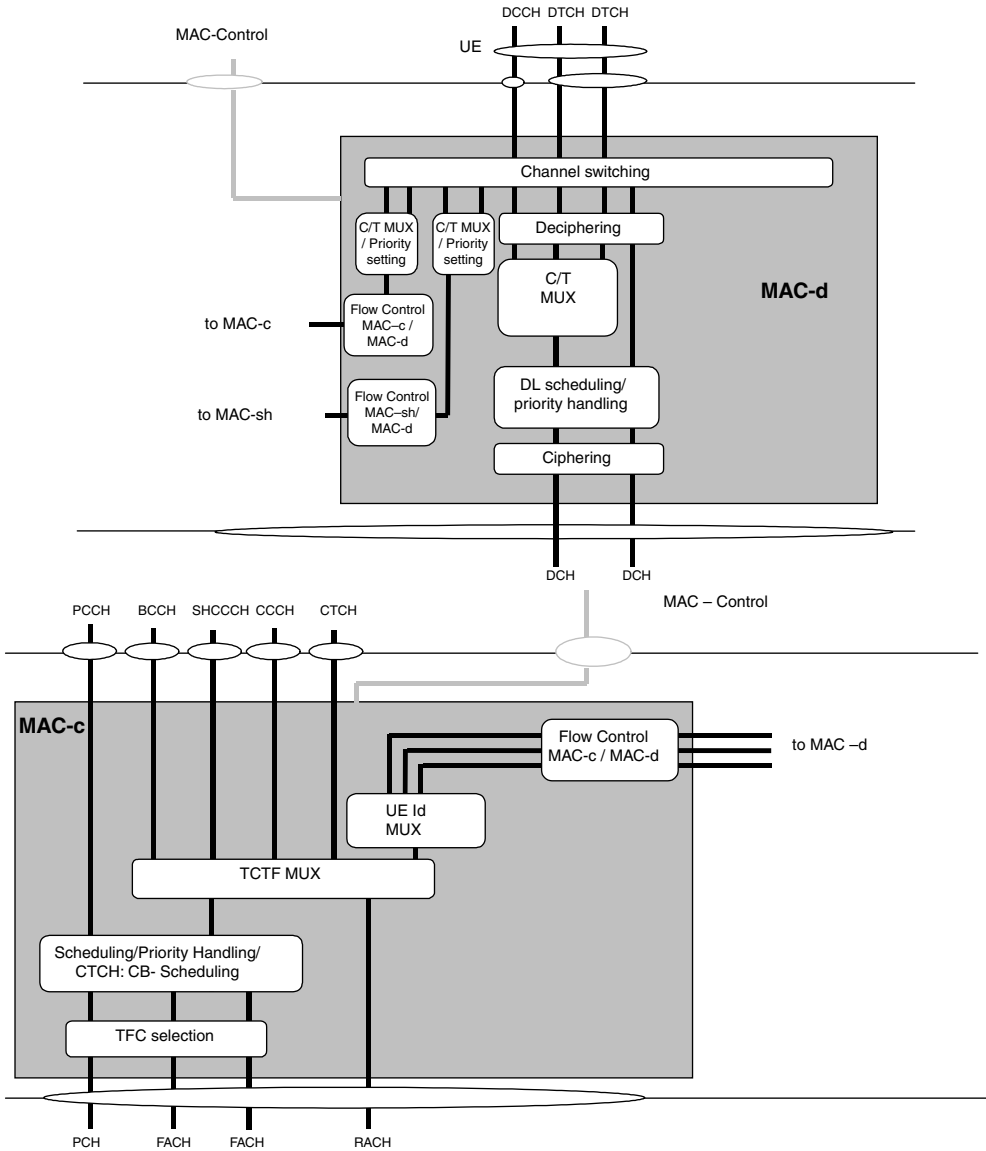 DCCH DTCH DTCH
MAC-Control
UE
Channel switching
C/T MUX
/ Priority
setting
C/T MUX
/ Priority
setting
Deciphering
C/T
MUX
MAC-d
to MAC-c
Flow Control
MAC–c /
MAC-d
to MAC-sh
Flow Control
MAC–sh/
MAC-d
DL scheduling/
priority handling
Ciphering
DCH DCH
MAC – Control
PCCH BCCH SHCCCH CCCH CTCH
MAC-c
Flow Control
MAC-c / MAC-d
to MAC –d
UE Id
MUX
TCTF MUX
Scheduling/Priority Handling/
CTCH: CB- Scheduling
TFC selection
PCH FACH FACH RACH